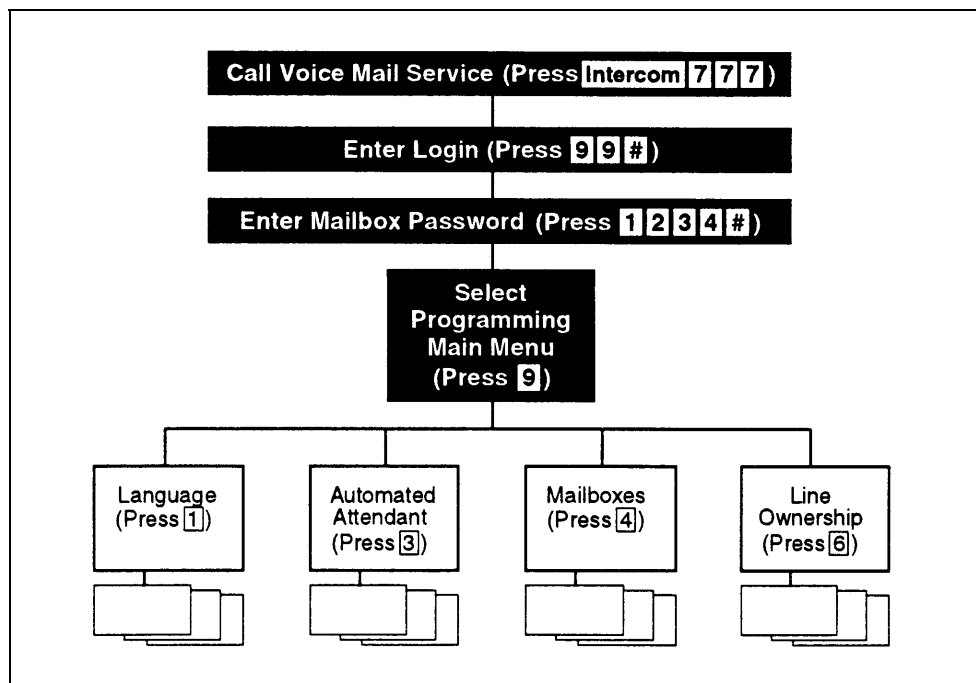 Call Voice Mail Service (Press Intercom 7 7 7)
Enter Login (Press 9 9 #)
Enter Mailbox Password (Press 1 2 3 4 #)
Select
Programming
Main Menu
(Press 9)
Language
(Press 1)
Automated
Attendant
(Press 3)
Mailboxes
(Press 4)
Line
Ownership
(Press 6)